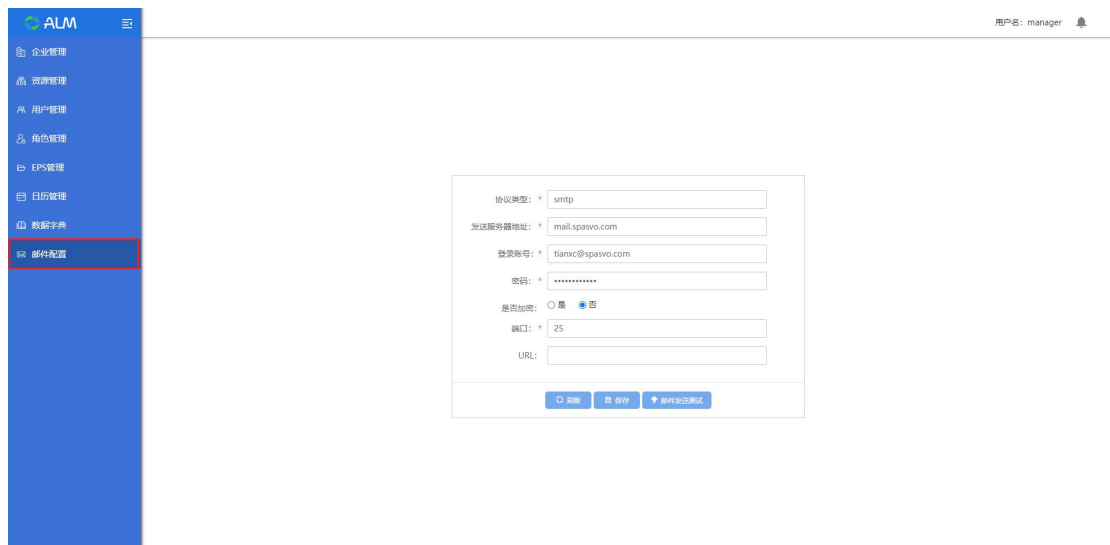 ALM
用户名: manager
企业管理
资源管理
用户管理
角色管理
EPS管理
日历管理
数据字典
邮件配置
协议类型: * smtp
发送服务器地址: * mail.spasvo.com
登录账号: * tianxc@spasvo.com
密码: * ••••••••••••
是否加密: 是 否
端口: * 25
URL:
刷新 保存 邮件发送测试